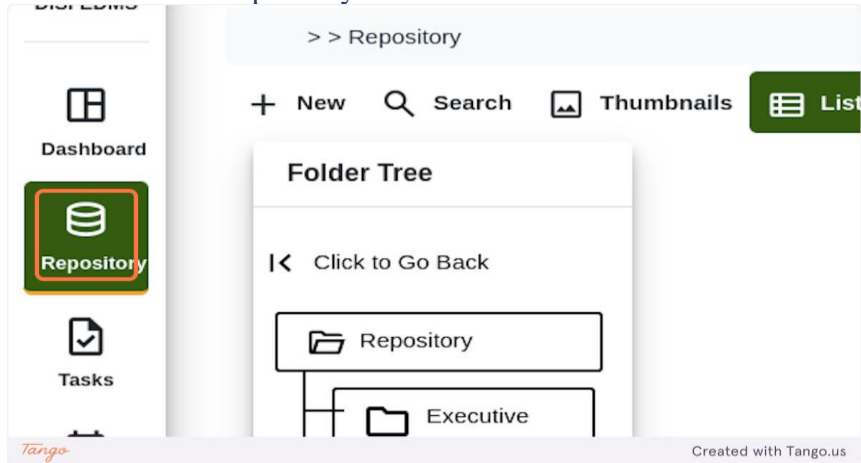 > > Repository
New Search Thumbnails List
Dashboard
Folder Tree
Repository
Click to Go Back
Repository
Tasks
Executive
Tango
Created with Tango.us